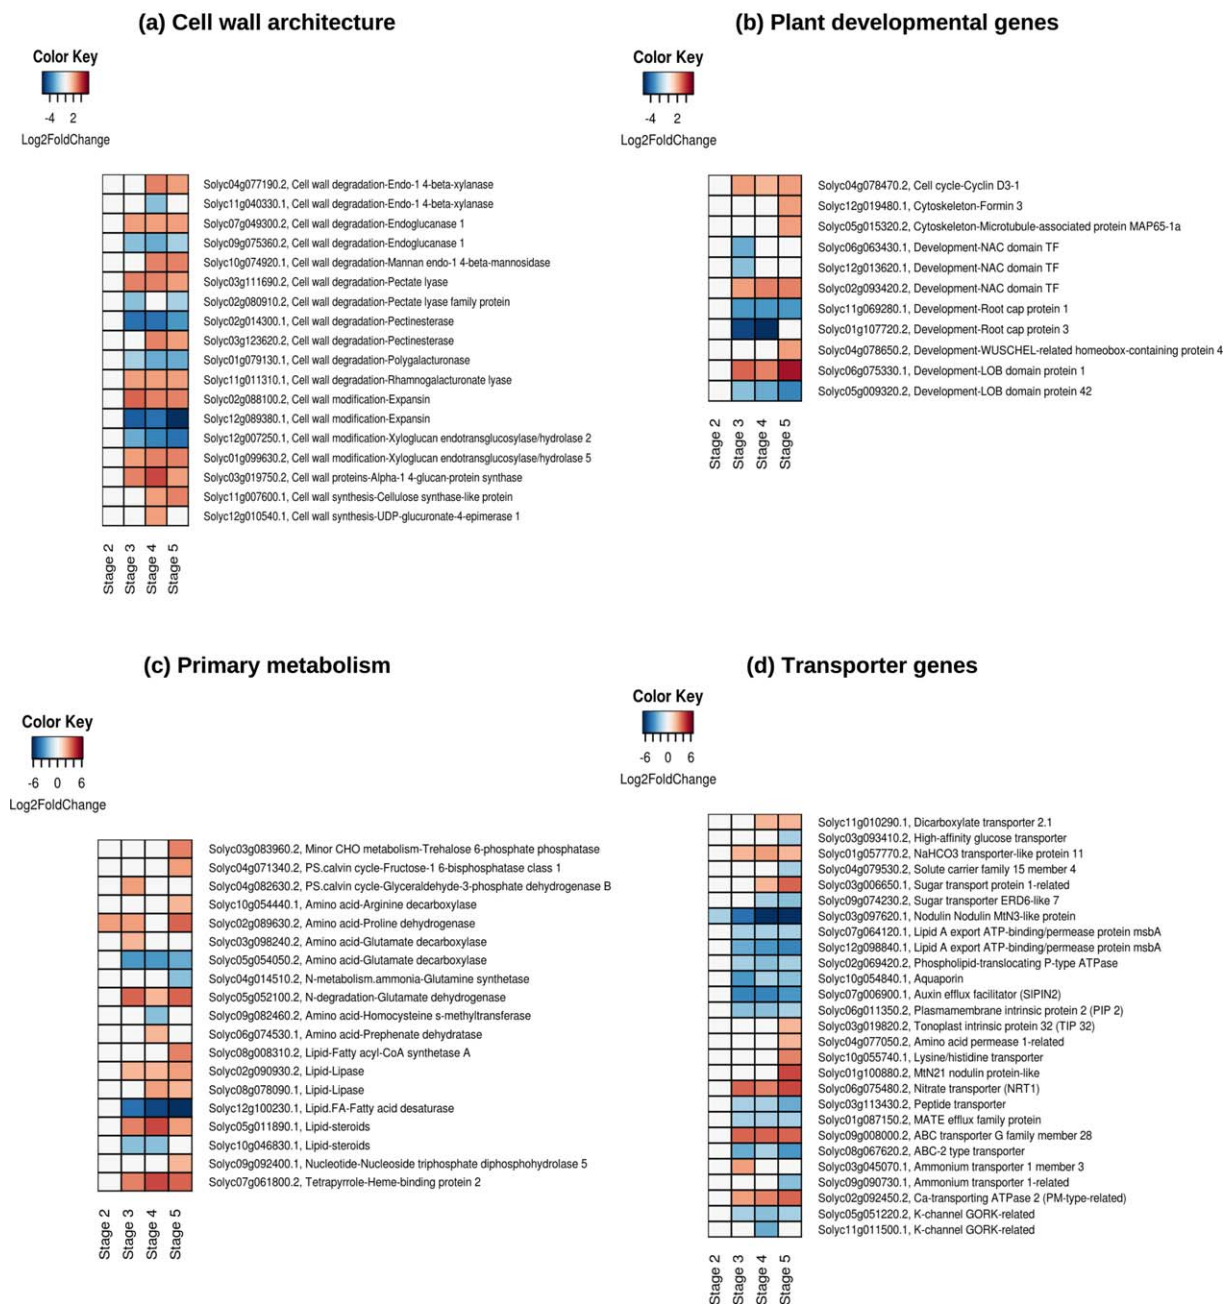 (a) Cell wall architecture
Color Key
-4 2
Log2FoldChange
Solyc04g077190.2, Cell wall degradation-Endo-1 4-beta-xylanase
Solyc11g040330.1, Cell wall degradation-Endo-1 4-beta-xylanase
Solyc07g049300.2, Cell wall degradation-Endoglucanase 1
Solyc09g075360.2, Cell wall degradation-Endoglucanase 1
Solyc10g074920.1, Cell wall degradation-Mannan endo-1 4-beta-mannosidase
Solyc03g111690.2, Cell wall degradation-Pectate lyase
Solyc02g080910.2, Cell wall degradation-Pectate lyase family protein
Solyc02g014300.1, Cell wall degradation-Pectinesterase
Solyc03g123620.2, Cell wall degradation-Pectinesterase
Solyc01g079130.1, Cell wall degradation-Polygalacturonase
Solyc11g011310.1, Cell wall degradation-Rhamnogalacturonate lyase
Solyc02g088100.2, Cell wall modification-Expansin
Solyc12g089380.1, Cell wall modification-Expansin
Solyc12g007250.1, Cell wall modification-Xyloglucan endotransglucosylase/hydrolase 2
Solyc01g099630.2, Cell wall modification-Xyloglucan endotransglucosylase/hydrolase 5
Solyc03g019750.2, Cell wall proteins-Alpha-1 4-glucan-protein synthase
Solyc11g007600.1, Cell wall synthesis-Cellulose synthase-like protein
Solyc12g010540.1, Cell wall synthesis-UDP-glucuronate-4-epimerase 1
Stage 2
Stage 3
Stage 4
Stage 5
(b) Plant developmental genes
Color Key
-4 2
Log2FoldChange
Solyc04g078470.2, Cell cycle-Cyclin D3-1
Solyc12g019480.1, Cytoskeleton-Formin 3
Solyc05g015320.2, Cytoskeleton-Microtubule-associated protein MAP65-1a
Solyc06g063430.1, Development-NAC domain TF
Solyc12g013620.1, Development-NAC domain TF
Solyc02g093420.2, Development-NAC domain TF
Solyc11g069280.1, Development-Root cap protein 1
Solyc01g107720.2, Development-Root cap protein 3
Solyc04g078650.2, Development-WUSCHEL-related homeobox-containing protein 4
Solyc06g075330.1, Development-LOB domain protein 1
Solyc05g009320.2, Development-LOB domain protein 42
Stage 2
Stage 3
Stage 4
Stage 5
(c) Primary metabolism
Color Key
-6 0 6
Log2FoldChange
Solyc03g083960.2, Minor CHO metabolism-Trehalose 6-phosphate phosphatase
Solyc04g071340.2, PS.calvin cycle-Fructose-1 6-bisphosphatase class 1
Solyc04g082630.2, PS.calvin cycle-Glyceraldehyde-3-phosphate dehydrogenase B
Solyc10g054440.1, Amino acid-Arginine decarboxylase
Solyc02g089630.2, Amino acid-Proline dehydrogenase
Solyc03g098240.2, Amino acid-Glutamate decarboxylase
Solyc05g054050.2, Amino acid-Glutamate decarboxylase
Solyc04g014510.2, N-metabolism.ammonia-Glutamine synthetase
Solyc05g052100.2, N-degradation-Glutamate dehydrogenase
Solyc09g082460.2, Amino acid-Homocysteine s-methyltransferase
Solyc06g074530.1, Amino acid-Prephenate dehydratase
Solyc08g008310.2, Lipid-Fatty acyl-CoA synthetase A
Solyc02g090930.2, Lipid-Lipase
Solyc08g078090.1, Lipid-Lipase
Solyc12g100230.1, Lipid.FA-Fatty acid desaturase
Solyc05g011890.1, Lipid-steroids
Solyc10g046830.1, Lipid-steroids
Solyc09g092400.1, Nucleotide-Nucleoside triphosphate diphosphohydrolase 5
Solyc07g061800.2, Tetrapyrrole-Heme-binding protein 2
Stage 2
Stage 3
Stage 4
Stage 5
(d) Transporter genes
Color Key
-6 0 6
Log2FoldChange
Solyc11g010290.1, Dicarboxylate transporter 2.1
Solyc03g093410.2, High-affinity glucose transporter
Solyc01g057770.2, NaHCO3 transporter-like protein 11
Solyc04g079530.2, Solute carrier family 15 member 4
Solyc03g006650.1, Sugar transport protein 1-related
Solyc09g074230.2, Sugar transporter ERD6-like 7
Solyc03g097620.1, Nodulin Nodulin MtN3-like protein
Solyc07g064120.1, Lipid A export ATP-binding/permease protein msbA
Solyc12g098840.1, Lipid A export ATP-binding/permease protein msbA
Solyc02g069420.2, Phospholipid-translocating P-type ATPase
Solyc10g054840.1, Aquaporin
Solyc07g006900.1, Auxin efflux facilitator (SIPIN2)
Solyc06g011350.2, Plasmamembrane intrinsic protein 2 (PIP 2)
Solyc03g019820.1, Tonoplast intrinsic protein 32 (TIP 32)
Solyc04g077050.2, Amino acid permease 1-related
Solyc10g055740.1, Lysine/histidine transporter
Solyc01g100880.2, MtN21 nodulin protein-like
Solyc06g075480.2, Nitrate transporter (NRT1)
Solyc03g113430.2, Peptide transporter
Solyc01g087150.2, MATE efflux family protein
Solyc09g008000.2, ABC transporter G family member 28
Solyc08g067620.2, ABC-2 type transporter
Solyc03g045070.1, Ammonium transporter 1 member 3
Solyc09g090730.1, Ammonium transporter 1-related
Solyc02g092450.2, Ca-transporting ATPase 2 (PM-type-related)
Solyc05g051220.2, K-channel GORK-related
Solyc11g011500.1, K-channel GORK-related
Stage 2
Stage 3
Stage 4
Stage 5